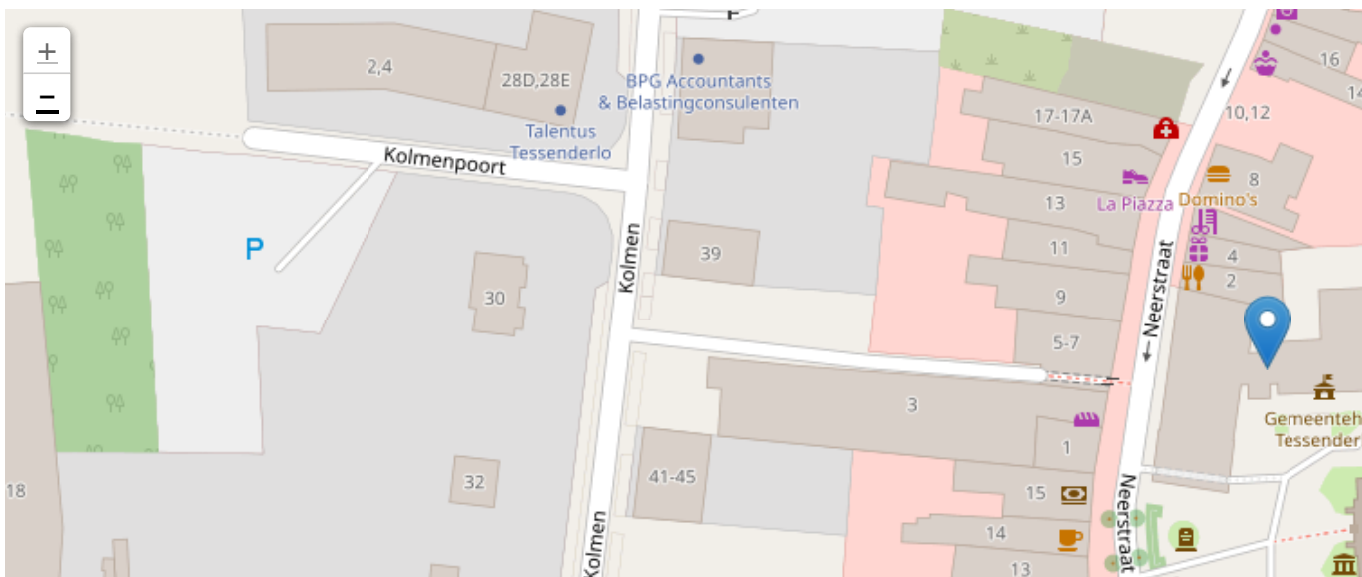 +
−
2,4
28D,28E
Talentus
Tessenderlo
BPG Accountants
& Belastingconsulenten
Kolmenpoort
P
Kolmen
39
30
32
18
41-45
Kolmen
17-17A
15
13
11
9
5-7
3
1
15
14
13
16
14
10,12
8
La Piazza
Domino's
4
2
Neerstraat
Gemeenteh
Tessender
Neerstraat